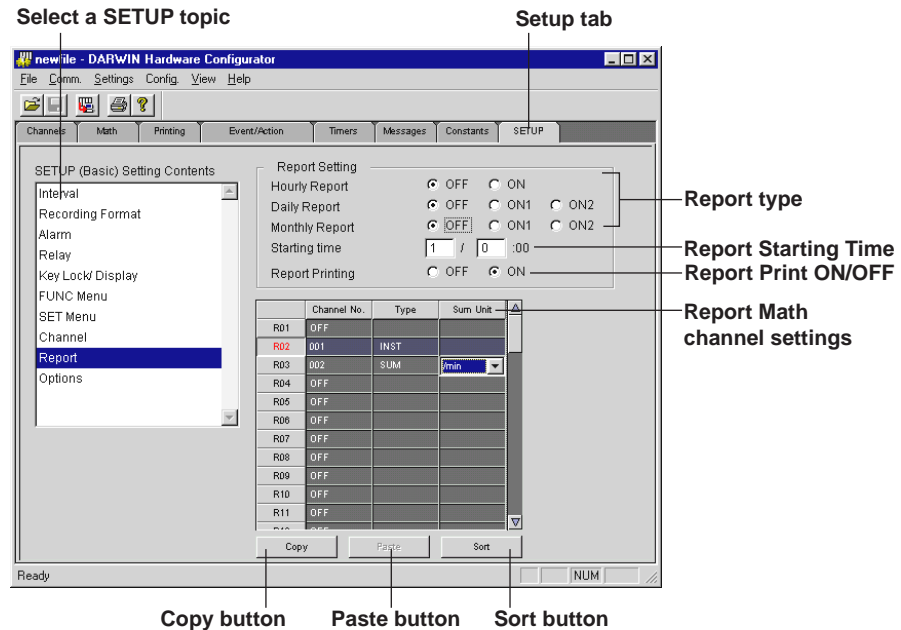 Select a SETUP topic
Setup tab
newfile - DARWIN Hardware Configurator
File Comm. Settings Config. View Help
Channels Math Printing Event/Action Timers Messages Constants SETUP
SETUP (Basic) Setting Contents
Interval
Recording Format
Alarm
Relay
Key Lock/ Display
FUNC Menu
SET Menu
Channel
Report
Options
Report Setting
Hourly Report OFF ON
Daily Report OFF ON1 ON2
Monthly Report OFF ON1 ON2
Starting time 1 / 0 :00
Report Printing OFF ON
Report type
Report Starting Time
Report Print ON/OFF
Report Math
channel settings
Channel No. Type Sum Unit
R01 OFF
R02 001 INST
R03 002 SUM /min
R04 OFF
R05 OFF
R06 OFF
R07 OFF
R08 OFF
R09 OFF
R10 OFF
R11 OFF
Copy Paste Sort
Ready NUM
Copy button Paste button Sort button